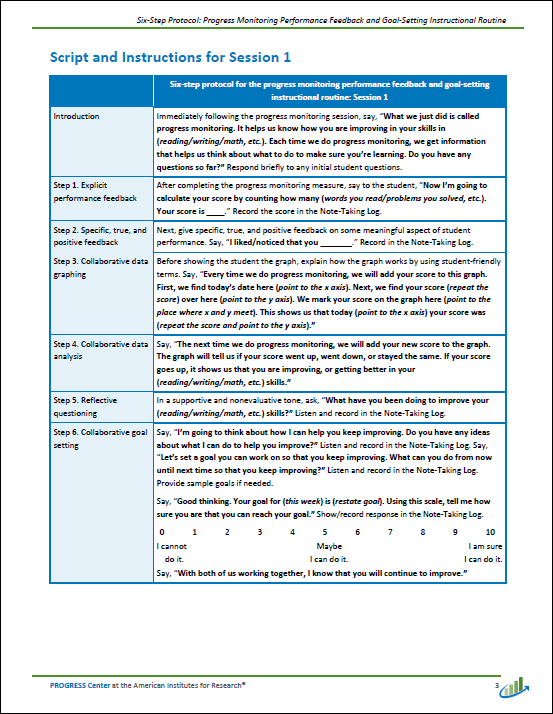 Six-Step Protocol: Progress Monitoring Performance Feedback and Goal-Setting Instructional Routine
Script and Instructions for Session 1
Six-step protocol for the progress monitoring performance feedback and goal-setting
instructional routine: Session 1
Introduction
Immediately following the progress monitoring session, say, “What we just did is called
progress monitoring. It helps us know how you are improving in your skills in
(reading/writing/math, etc.). Each time we do progress monitoring, we get information
that helps us think about what to do to make sure you’re learning. Do you have any
questions so far?” Respond briefly to any initial student questions.
Step 1. Explicit
performance feedback
After completing the progress monitoring measure, say to the student, “Now I’m going to
calculate your score by counting how many (words you read/problems you solved, etc.).
Your score is ____.” Record the score in the Note-Taking Log.
Step 2. Specific, true, and
positive feedback
Next, give specific, true, and positive feedback on some meaningful aspect of student
performance. Say, “I liked/noticed that you _______.” Record in the Note-Taking Log.
Step 3. Collaborative data
graphing
Before showing the student the graph, explain how the graph works by using student-friendly
terms. Say, “Every time we do progress monitoring, we will add your score to this graph.
First, we find today’s date here (point to the x axis). Next, we find your score (repeat the
score) over here (point to the y axis). We mark your score on the graph here (point to the
place where x and y meet). This shows us that today (point to the x axis) your score was
(repeat the score and point to the y axis).”
Step 4. Collaborative data
analysis
Say, “The next time we do progress monitoring, we will add your new score to the graph.
The graph will tell us if your score went up, went down, or stayed the same. If your score
goes up, it shows us that you are improving, or getting better in your
(reading/writing/math, etc.) skills.”
Step 5. Reflective
questioning
In a supportive and nonevaluative tone, ask, “What have you been doing to improve your
(reading/writing/math, etc.) skills?” Listen and record in the Note-Taking Log.
Step 6. Collaborative goal
setting
Say, “I’m going to think about how I can help you keep improving. Do you have any ideas
about what I can do to help you improve?” Listen and record in the Note-Taking Log. Say,
“Let’s set a goal you can work on so that you keep improving. What can you do from now
until next time so that you keep improving?” Listen and record in the Note-Taking Log.
Provide sample goals if needed.
Say, “Good thinking. Your goal for (this week) is (restate goal). Using this scale, tell me how
sure you are that you can reach your goal.” Show/record response in the Note-Taking Log.
0 1 2 3 4 5 6 7 8 9 10
I cannot Maybe I am sure
do it. I can do it. I can do it.
Say, “With both of us working together, I know that you will continue to improve.”
PROGRESS Center at the American Institutes for Research®
3